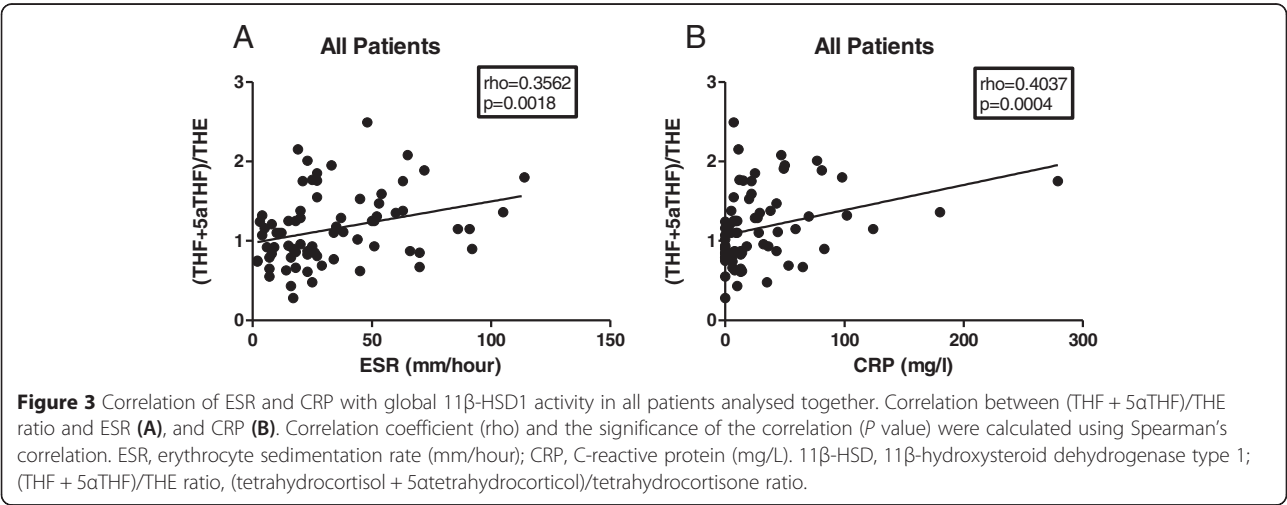 A
All Patients
rho=0.3562
p=0.0018
(THF+5aTHF)/THE
3
2
1
0
0 50 100 150
ESR (mm/hour)
B
All Patients
rho=0.4037
p=0.0004
(THF+5aTHF)/THE
3
2
1
0
0 100 200 300
CRP (mg/l)
Figure 3 Correlation of ESR and CRP with global 11β-HSD1 activity in all patients analysed together. Correlation between (THF + 5αTHF)/THE
ratio and ESR (A), and CRP (B). Correlation coefficient (rho) and the significance of the correlation (P value) were calculated using Spearman's
correlation. ESR, erythrocyte sedimentation rate (mm/hour); CRP, C-reactive protein (mg/L). 11β-HSD, 11β-hydroxysteroid dehydrogenase type 1;
(THF + 5αTHF)/THE ratio, (tetrahydrocortisol + 5αtetrahydrocorticol)/tetrahydrocortisone ratio.